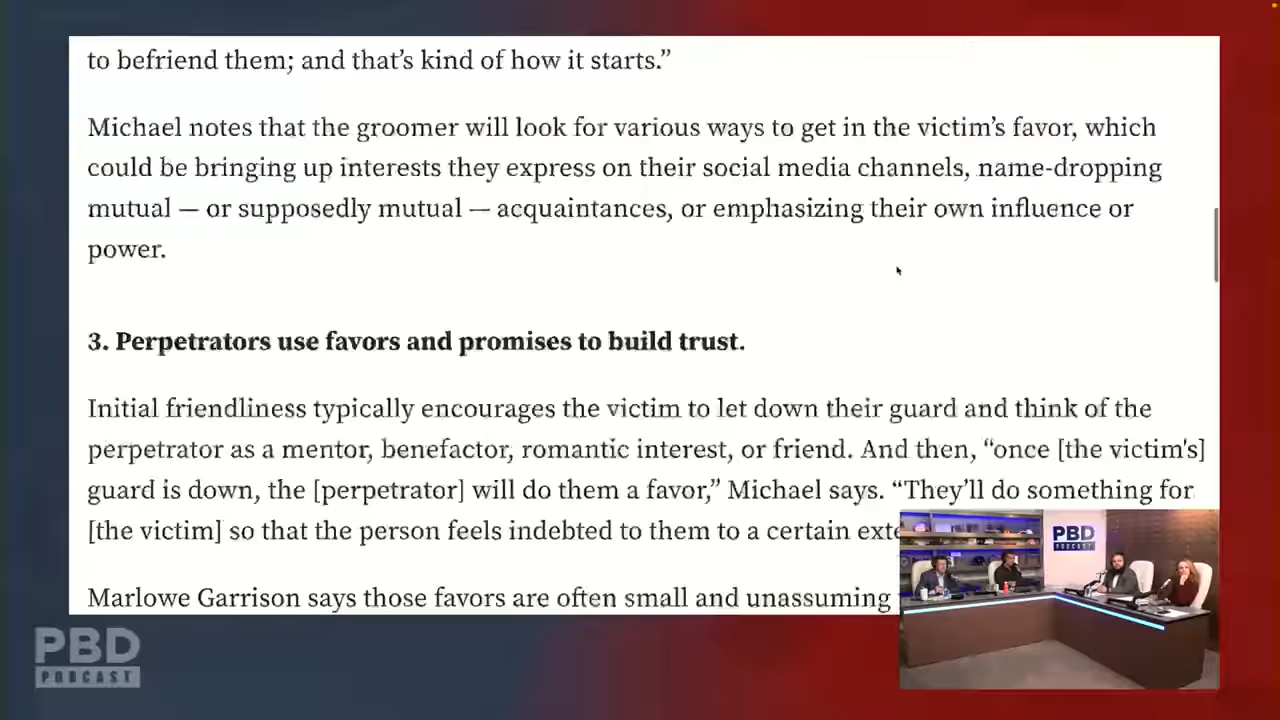 to befriend them; and that’s kind of how it starts.”
Michael notes that the groomer will look for various ways to get in the victim’s favor, which
could be bringing up interests they express on their social media channels, name-dropping
mutual — or supposedly mutual — acquaintances, or emphasizing their own influence or
power.
3. Perpetrators use favors and promises to build trust.
Initial friendliness typically encourages the victim to let down their guard and think of the
perpetrator as a mentor, benefactor, romantic interest, or friend. And then, “once [the victim's]
guard is down, the [perpetrator] will do them a favor,” Michael says. “They’ll do something for
[the victim] so that the person feels indebted to them to a certain exte
Marlowe Garrison says those favors are often small and unassuming
PBD
PODCAST
PBD
PODCAST